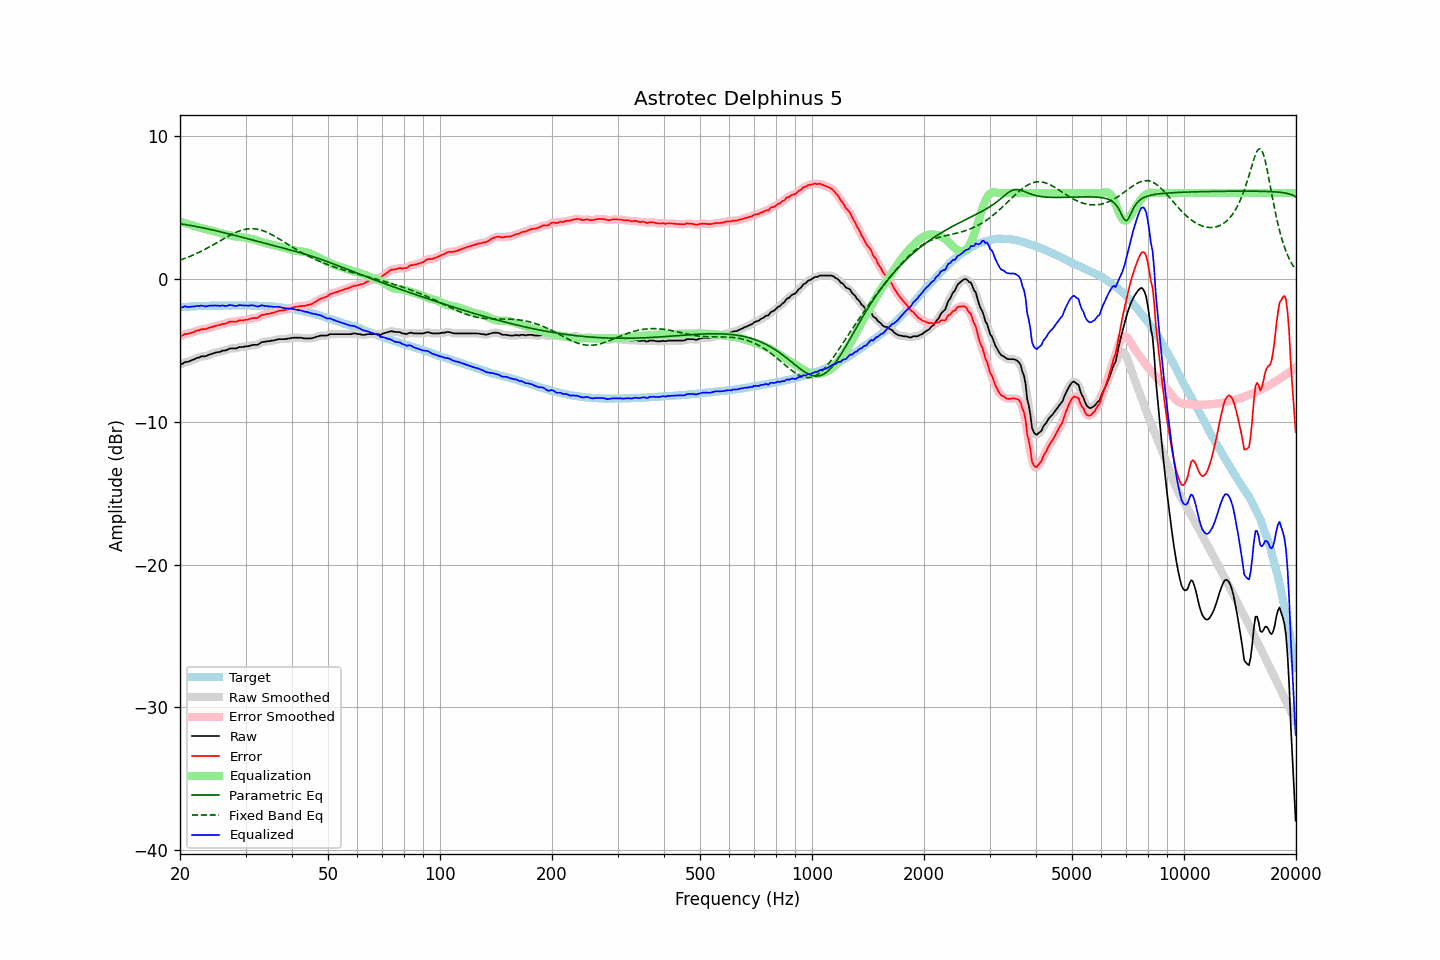 Astrotec Delphinus 5
Amplitude (dBr)
10
0
−10
−20
−30
−40
Target
Raw Smoothed
Error Smoothed
Raw
Error
Equalization
Parametric Eq
Fixed Band Eq
Equalized
20 50 100 200 500 1000 2000 5000 10000 20000
Frequency (Hz)